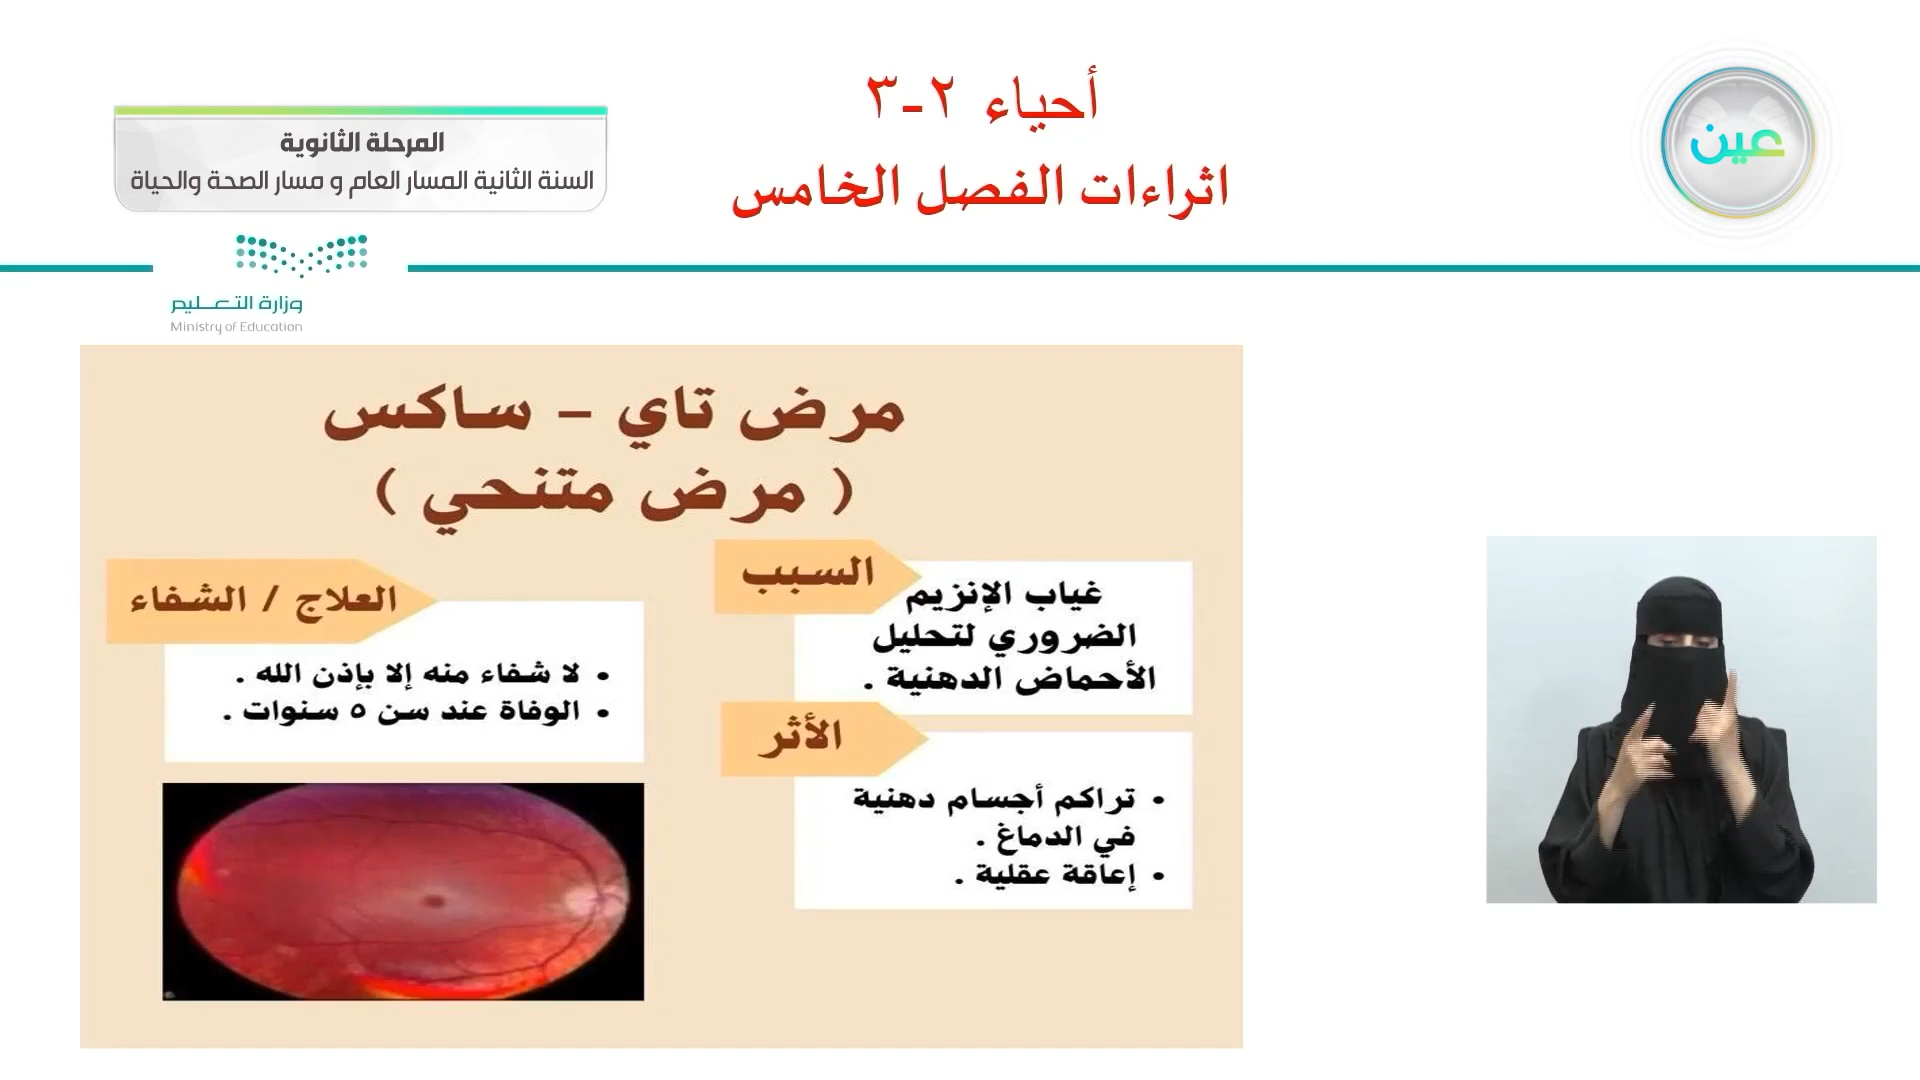 أحياء ٢-٣
اثراءات الفصل الخامس
عين
المرحلة الثانوية
السنة الثانية المسار العام و مسار الصحة والحياة
وزارة التعليم
Ministry of Education
مرض تاي – ساكس
( مرض متنحي )
السبب
غياب الإنزيم
الضروري لتحليل
الأحماض الدهنية .
الأثر
• تراكم أجسام دهنية
في الدماغ .
• إعاقة عقلية .
العلاج / الشفاء
• لا شفاء منه إلا بإذن الله .
• الوفاة عند سن ٥ سنوات .